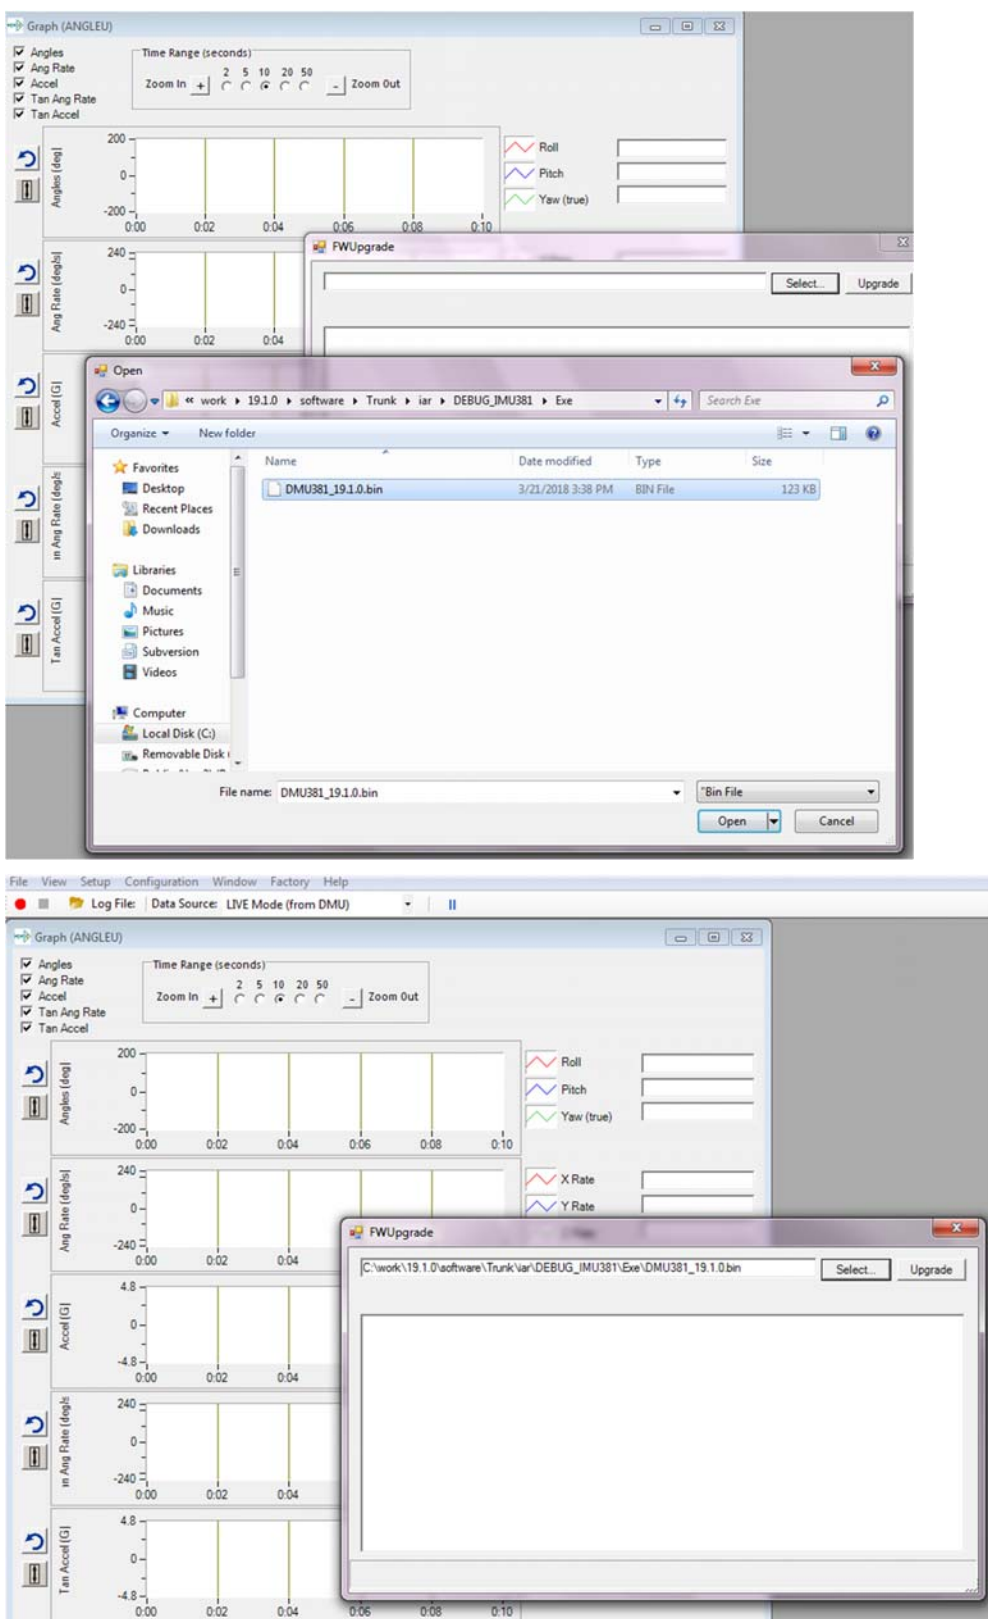 Graph (ANGLEU)
Angles
Ang Rate
Accel
Tan Ang Rate
Tan Accel
Time Range (seconds)
2 5 10 20 50
Zoom In + - Zoom Out
Angles (deg)
200
0
-200
0:00 0:02 0:04 0:06 0:08 0:10
Roll
Pitch
Yaw (true)
Ang Rate (deg/s)
240
0
-240
0:00 0:02 0:04
FWUpgrade
Select... Upgrade
Accel (G)
Ang Rate (deg/s
Tan Accel (G)
Open
« work 19.1.0 software Trunk iar DEBUG_IMU381 Exe
Search Exe
Organize New folder
Name Date modified Type Size
DMU381_19.1.0.bin 3/21/2018 3:38 PM BIN File 123 KB
Favorites
Desktop
Recent Places
Downloads
Libraries
Documents
Music
Pictures
Subversion
Videos
Computer
Local Disk (C:)
Removable Disk
File name: DMU381_19.1.0.bin
"Bin File
Open Cancel
File View Setup Configuration Window Factory Help
Log File: Data Source: LIVE Mode (from DMU)
Graph (ANGLEU)
Angles
Ang Rate
Accel
Tan Ang Rate
Tan Accel
Time Range (seconds)
2 5 10 20 50
Zoom In + - Zoom Out
Angles (deg)
200
0
-200
0:00 0:02 0:04 0:06 0:08 0:10
Roll
Pitch
Yaw (true)
Ang Rate (deg/s)
240
0
-240
0:00 0:02 0:04
X Rate
Y Rate
FWUpgrade
C:\work\19.1.0\software\Trunk\iar\DEBUG_IMU381\Exe\DMU381_19.1.0.bin
Select... Upgrade
Accel (G)
4.8
0
-4.8
0:00 0:02 0:04
Ang Rate (deg/s
240
0
-240
0:00 0:02 0:04
Tan Accel (G)
4.8
0
-4.8
0:00 0:02 0:04 0:06 0:08 0:10